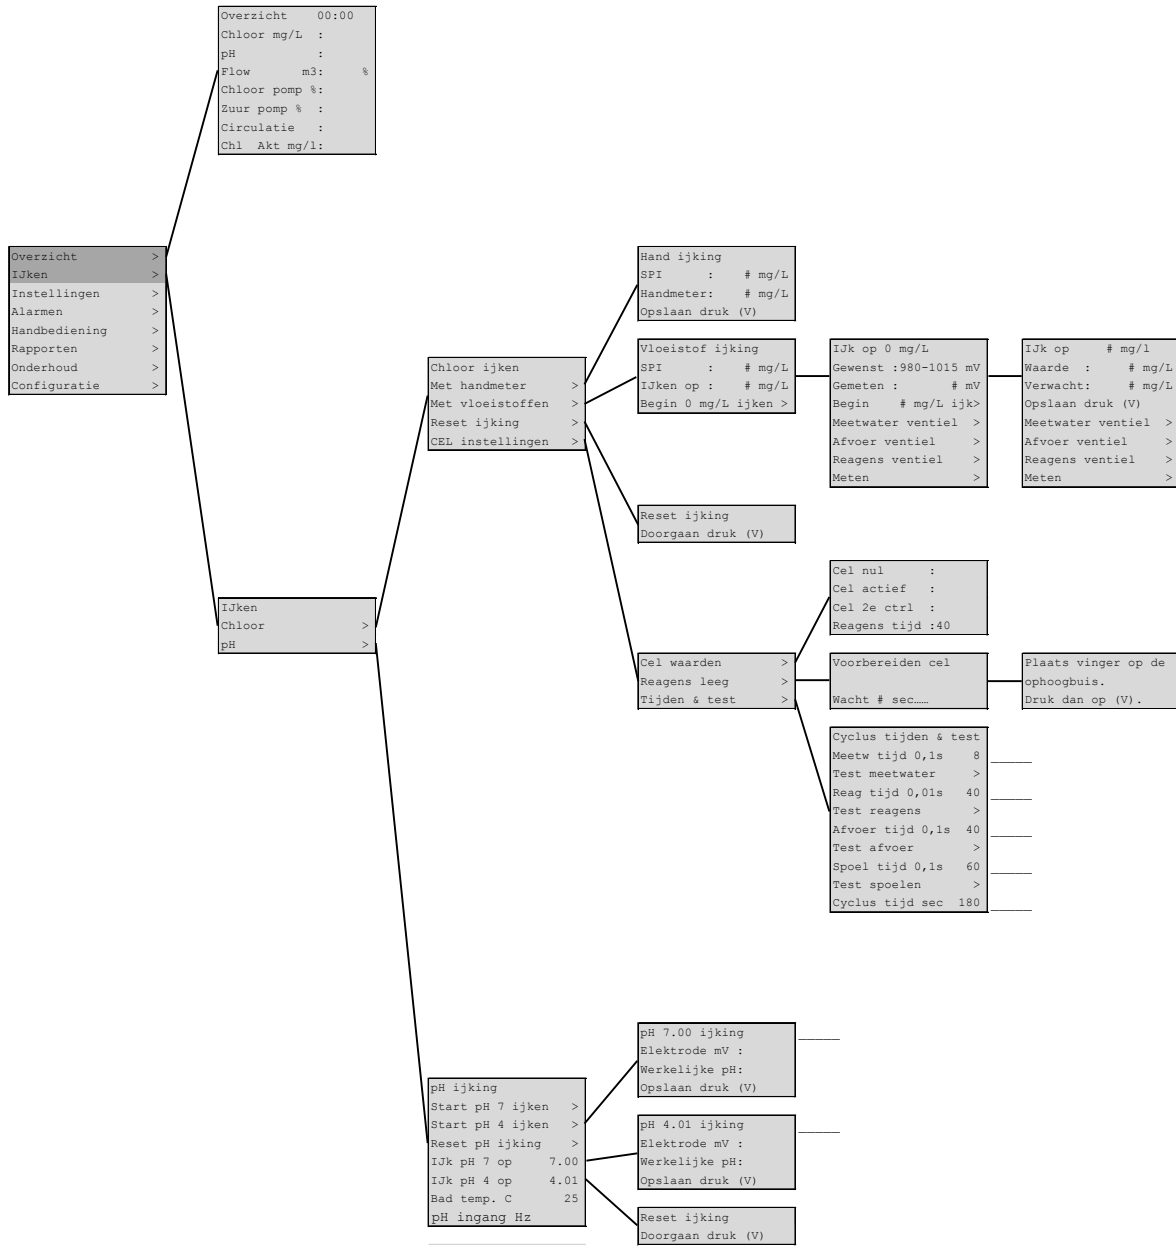 Overzicht 00:00
Chloor mg/L :
pH :
Flow m3: %
Chloor pomp %:
Zuur pomp % :
Circulatie :
Chl Akt mg/l:
Overzicht >
IJken >
Instellingen >
Alarmen >
Handbediening >
Rapporten >
Onderhoud >
Configuratie >
IJken
Chloor >
pH >
Chloor ijken
Met handmeter >
Met vloeistoffen >
Reset ijking >
CEL instellingen >
Hand ijking
SPI : # mg/L
Handmeter: # mg/L
Opslaan druk (V)
Vloeistof ijking
SPI : # mg/L
IJken op : # mg/L
Begin 0 mg/L ijken >
IJk op 0 mg/L
Gewenst :980-1015 mV
Gemeten : # mV
Begin # mg/L ijk>
Meetwater ventiel >
Afvoer ventiel >
Reagens ventiel >
Meten >
IJk op # mg/l
Waarde : # mg/L
Verwacht: # mg/L
Opslaan druk (V)
Meetwater ventiel >
Afvoer ventiel >
Reagens ventiel >
Meten >
Reset ijking
Doorgaan druk (V)
Cel waarden >
Reagens leeg >
Tijden & test >
Cel nul :
Cel actief :
Cel 2e ctrl :
Reagens tijd :40
Voorbereiden cel
Wacht # sec……
Plaats vinger op de
ophoogbuis.
Druk dan op (V).
Cyclus tijden & test
Meetw tijd 0,1s 8 _____
Test meetwater >
Reag tijd 0,01s 40 _____
Test reagens >
Afvoer tijd 0,1s 40 _____
Test afvoer >
Spoel tijd 0,1s 60 _____
Test spoelen >
Cyclus tijd sec 180 _____
pH ijking
Start pH 7 ijken >
Start pH 4 ijken >
Reset pH ijking >
IJk pH 7 op 7.00
IJk pH 4 op 4.01
Bad temp. C 25
pH ingang Hz
pH 7.00 ijking _____
Elektrode mV :
Werkelijke pH:
Opslaan druk (V)
pH 4.01 ijking _____
Elektrode mV :
Werkelijke pH:
Opslaan druk (V)
Reset ijking
Doorgaan druk (V)